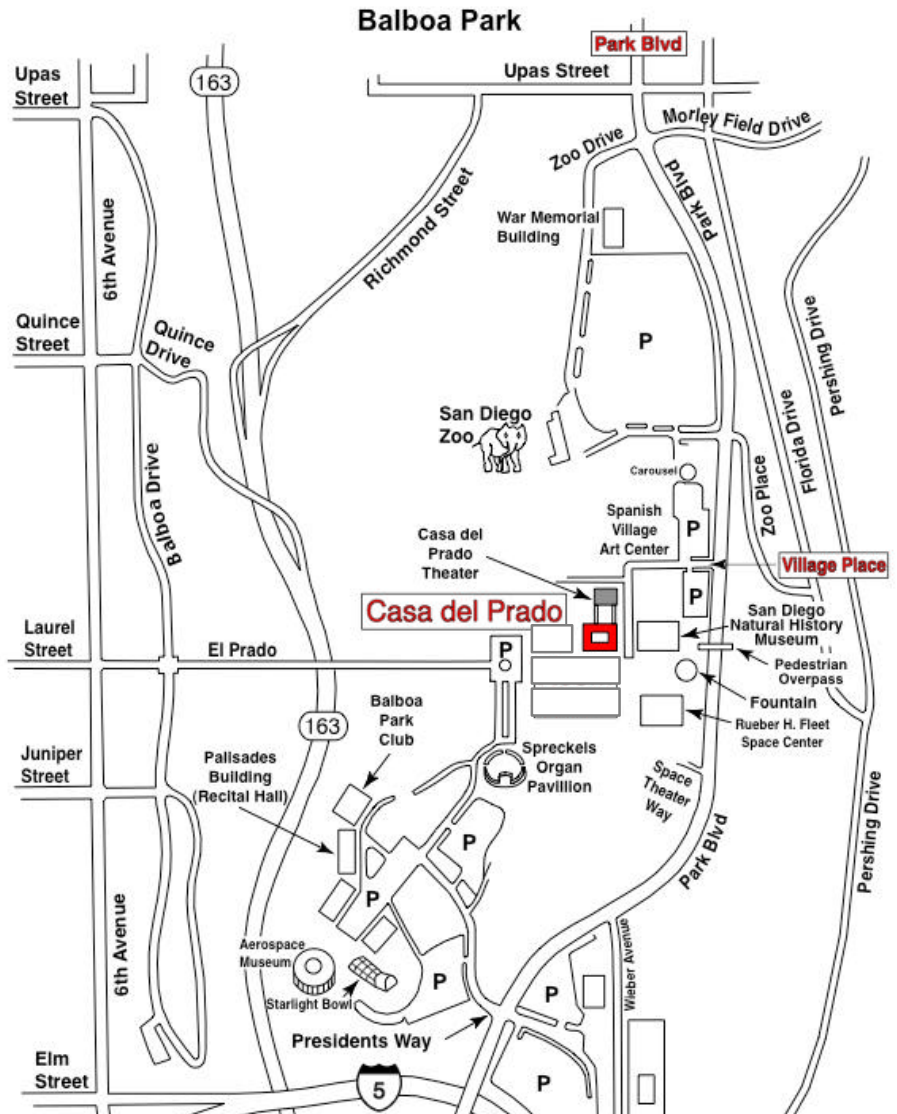 Balboa Park
Park Blvd
Upas
Street
163
Upas Street
Morley Field Drive
Zoo Drive
Park Blvd
Richmond Street
War Memorial
Building
6th Avenue
Quince
Street
Quince
Drive
P
Pershing Drive
Florida Drive
San Diego
Zoo
Carousel
Zoo Place
Balboa Drive
Spanish
Village
Art Center
P
Casa del
Prado
Theater
Village Place
P
Casa del Prado
San Diego
Natural History
Museum
Laurel
Street
El Prado
P
Pedestrian
Overpass
Fountain
Balboa
Park
Club
163
Rueber H. Fleet
Space Center
Juniper
Street
Palisades
Building
(Recital Hall)
Spreckels
Organ
Pavillion
Space
Theater
Way
Park Blvd
Pershing Drive
P
P
6th Avenue
Aerospace
Museum
Wieber Avenue
P
P
Starlight Bowl
Presidents Way
Elm
Street
5
P